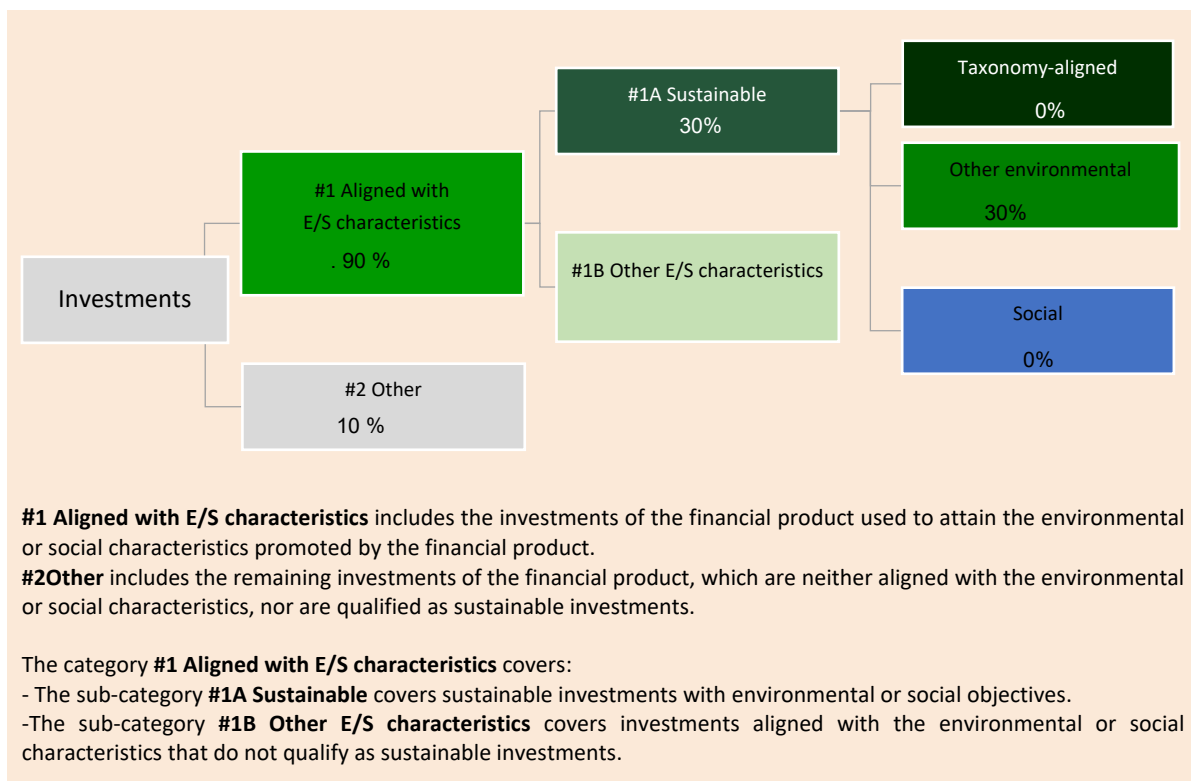 Taxonomy-aligned
0%
#1A Sustainable
30%
Other environmental
30%
#1 Aligned with
E/S characteristics
. 90 %
#1B Other E/S characteristics
Investments
Social
0%
#2 Other
10 %
#1 Aligned with E/S characteristics includes the investments of the financial product used to attain the environmental
or social characteristics promoted by the financial product.
#2Other includes the remaining investments of the financial product, which are neither aligned with the environmental
or social characteristics, nor are qualified as sustainable investments.
The category #1 Aligned with E/S characteristics covers:
- The sub-category #1A Sustainable covers sustainable investments with environmental or social objectives.
-The sub-category #1B Other E/S characteristics covers investments aligned with the environmental or social
characteristics that do not qualify as sustainable investments.